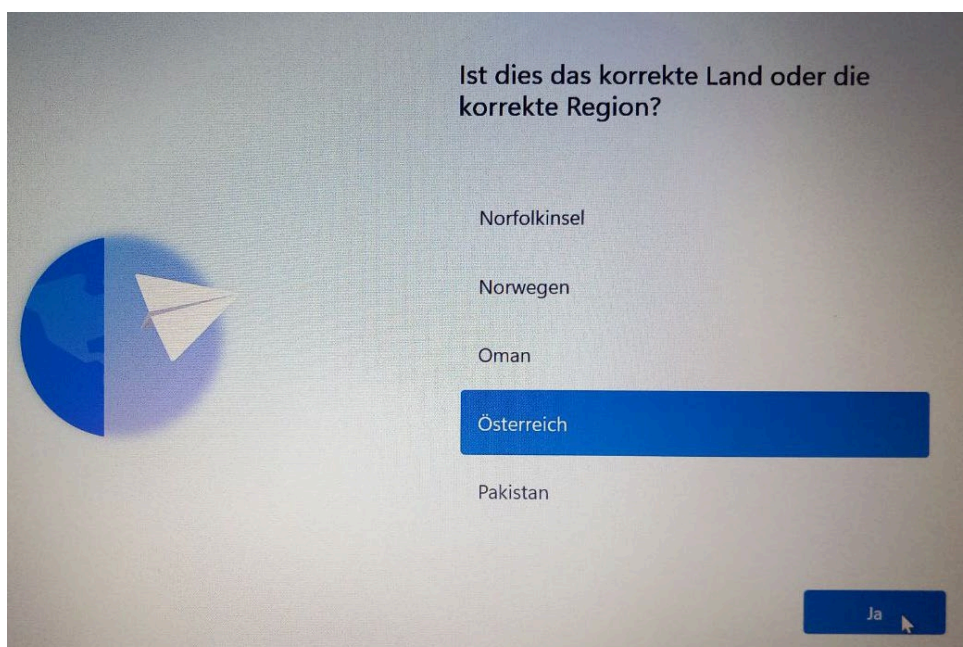 Ist dies das korrekte Land oder die
korrekte Region?
Norfolkinsel
Norwegen
Oman
Österreich
Pakistan
Ja